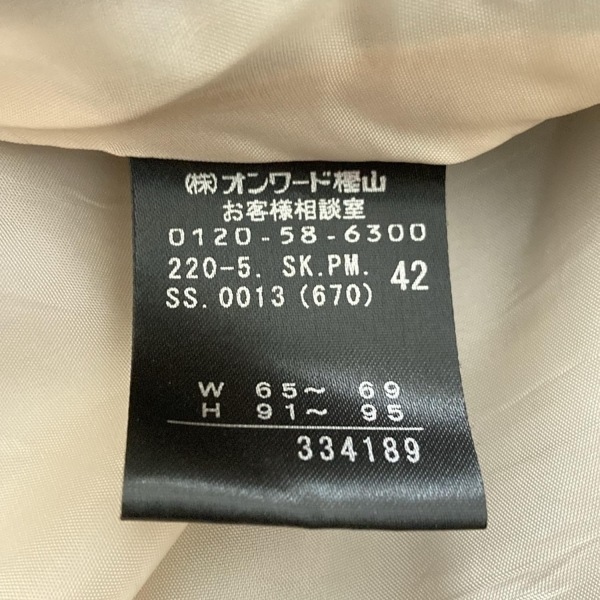 (株)オンワード樫山
お客様相談室
0120-58-6300
220-5. SK.PM. 42
SS.0013(670)
W 65〜 69
H 91〜 95
334189